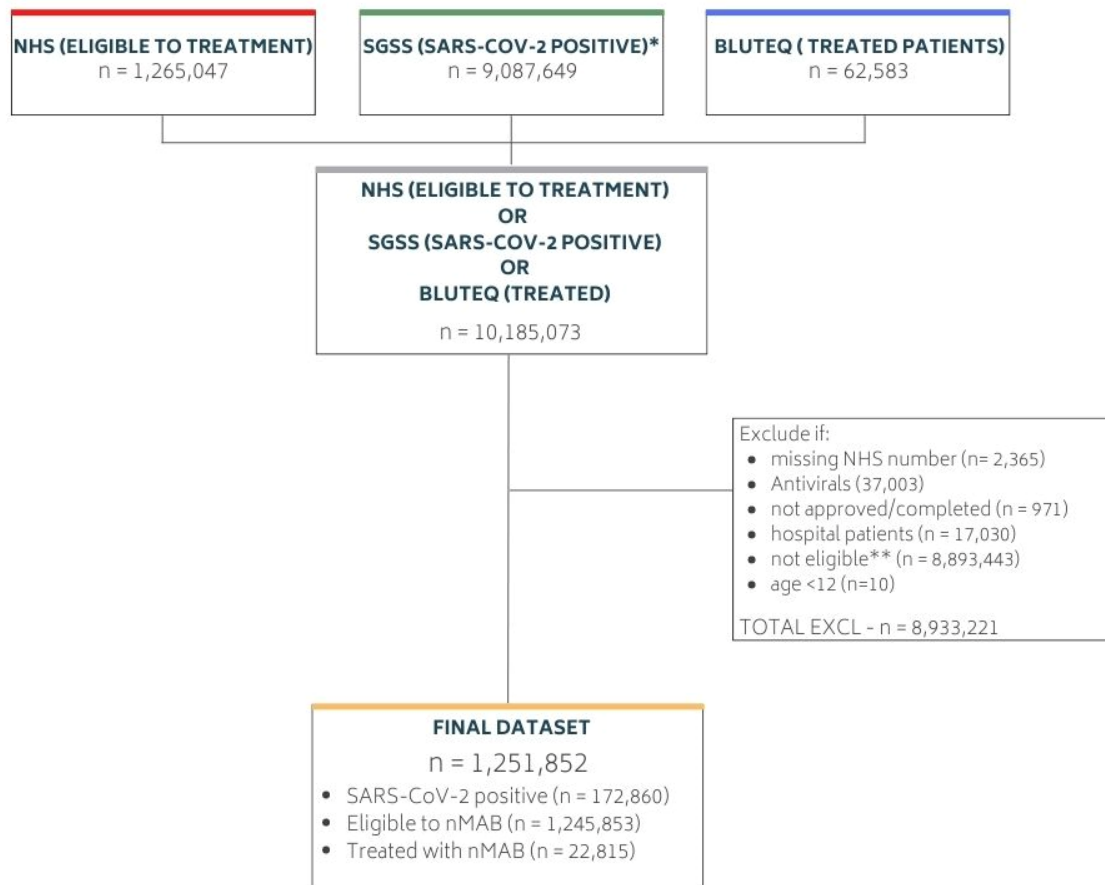 NHS (ELIGIBLE TO TREATMENT)
n = 1,265,047
SGSS (SARS-COV-2 POSITIVE)*
n = 9,087,649
BLUTEQ ( TREATED PATIENTS)
n = 62,583
NHS (ELIGIBLE TO TREATMENT)
OR
SGSS (SARS-COV-2 POSITIVE)
OR
BLUTEQ (TREATED)
n = 10,185,073
Exclude if:
• missing NHS number (n= 2,365)
• Antivirals (37,003)
• not approved/completed (n = 971)
• hospital patients (n = 17,030)
• not eligible** (n = 8,893,443)
• age <12 (n=10)
TOTAL EXCL - n = 8,933,221
FINAL DATASET
n = 1,251,852
• SARS-CoV-2 positive (n = 172,860)
• Eligible to nMAB (n = 1,245,853)
• Treated with nMAB (n = 22,815)